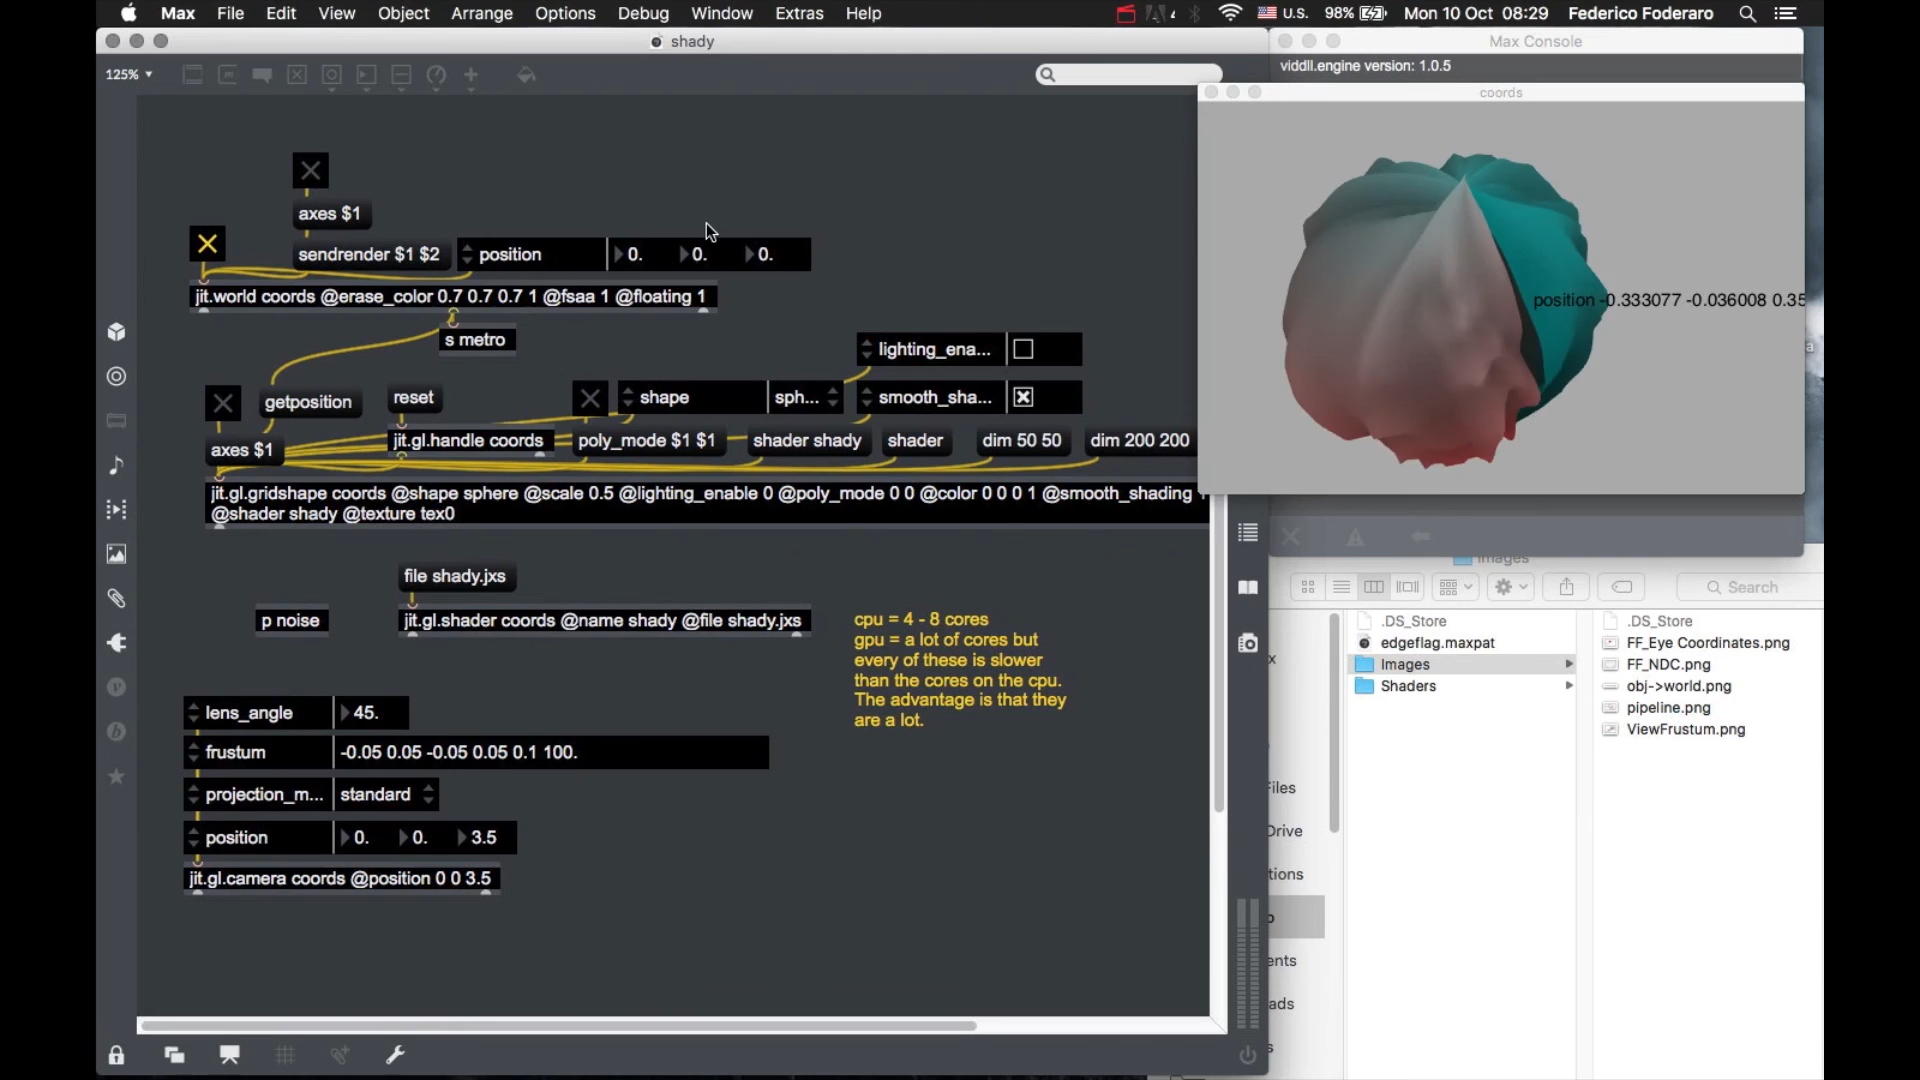 Max File Edit View Object Arrange Options Debug Window Extras Help 4 U.S. 98% Mon 10 Oct 08:29 Federico Foderaro
shady
Max Console
125%
viddll.engine version: 1.0.5
coords
axes $1
sendrender $1 $2 position 0. 0. 0.
jit.world coords @erase_color 0.7 0.7 0.7 1 @fsaa 1 @floating 1
position -0.333077 -0.036008 0.35
s metro
lighting_ena...
getposition reset shape sph... smooth_sha...
axes $1 jit.gl.handle coords poly_mode $1 $1 shader shady shader dim 50 50 dim 200 200
jit.gl.gridshape coords @shape sphere @scale 0.5 @lighting_enable 0 @poly_mode 0 0 @color 0 0 0 1 @smooth_shading 1
@shader shady @texture tex0
Images
Search
file shady.jxs
p noise jit.gl.shader coords @name shady @file shady.jxs
cpu = 4 - 8 cores
gpu = a lot of cores but
every of these is slower
than the cores on the cpu.
The advantage is that they
are a lot.
.DS_Store
edgeflag.maxpat
Images
Shaders
.DS_Store
FF_Eye Coordinates.png
FF_NDC.png
obj->world.png
pipeline.png
ViewFrustum.png
x
Files
Drive
tions
ents
ads
s
lens_angle 45.
frustum -0.05 0.05 -0.05 0.05 0.1 100.
projection_m... standard
position 0. 0. 3.5
jit.gl.camera coords @position 0 0 3.5